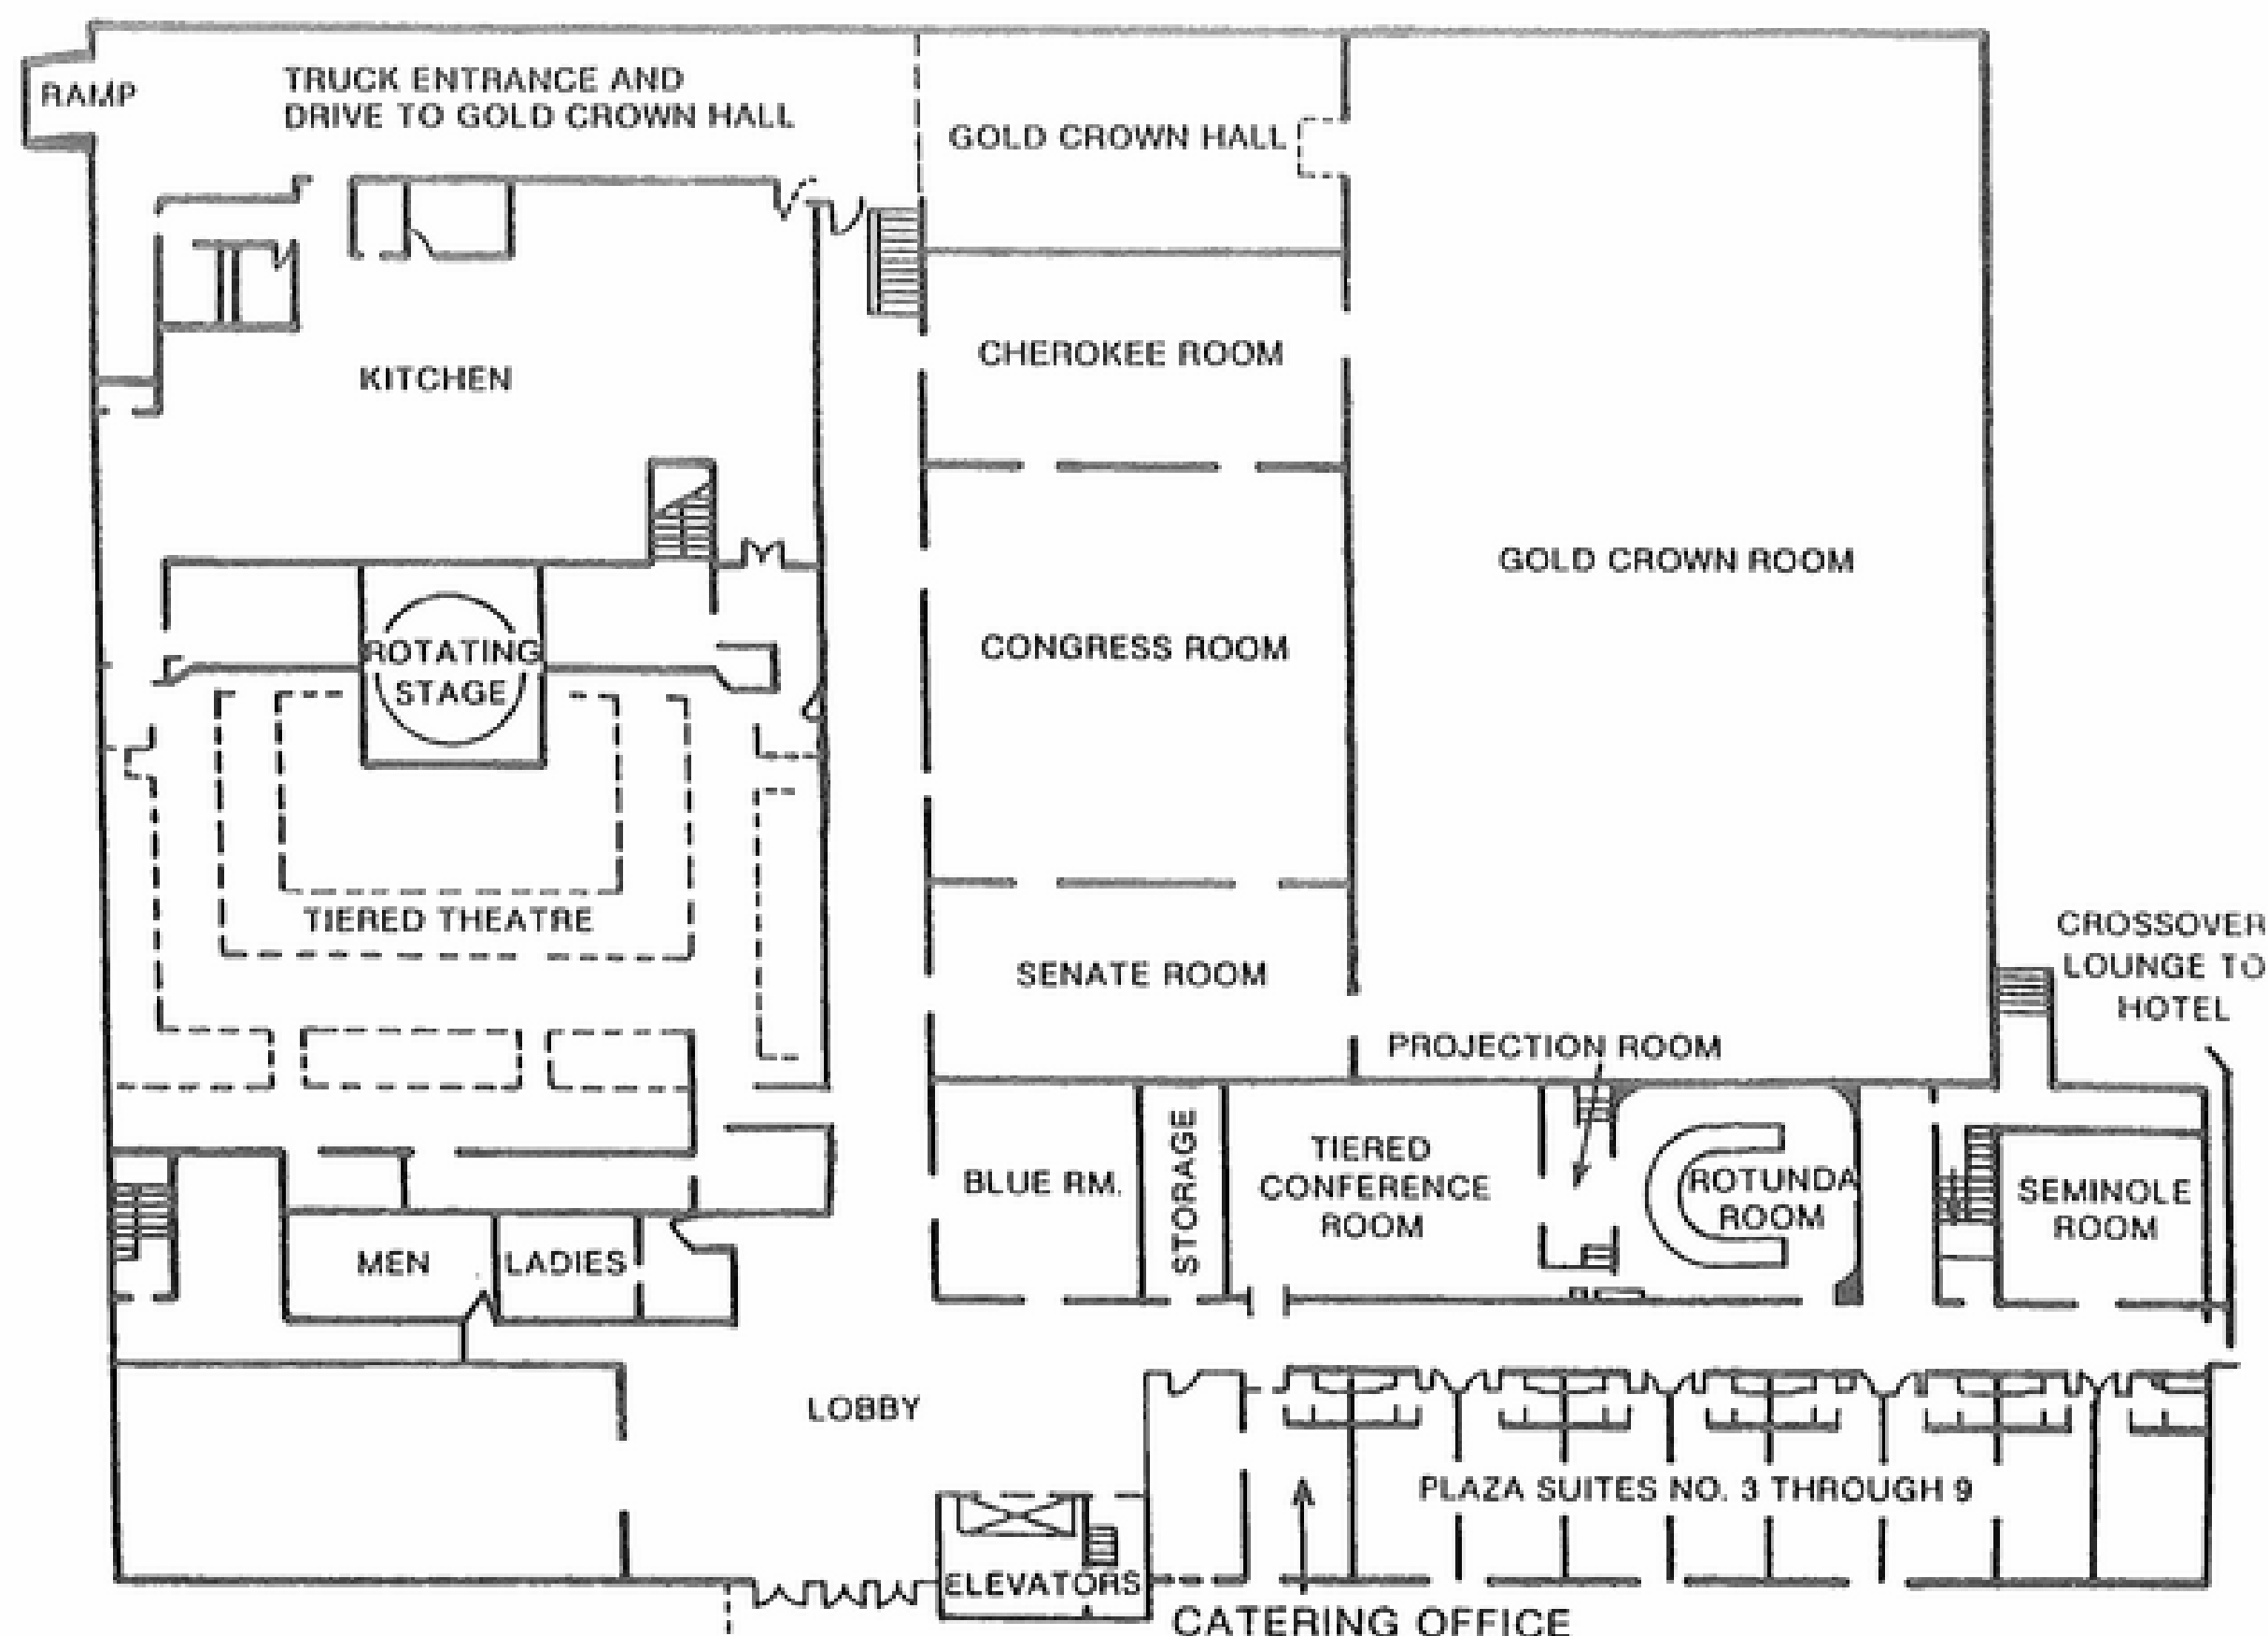 RAMP
TRUCK ENTRANCE AND
DRIVE TO GOLD CROWN HALL
GOLD CROWN HALL
CHEROKEE ROOM
KITCHEN
GOLD CROWN ROOM
CONGRESS ROOM
ROTATING
STAGE
TIERED THEATRE
SENATE ROOM
CROSSOVER
LOUNGE TO
HOTEL
PROJECTION ROOM
BLUE RM.
STORAGE
TIERED
CONFERENCE
ROOM
ROTUNDA
ROOM
SEMINOLE
ROOM
MEN
LADIES
LOBBY
PLAZA SUITES NO. 3 THROUGH 9
ELEVATORS
CATERING OFFICE